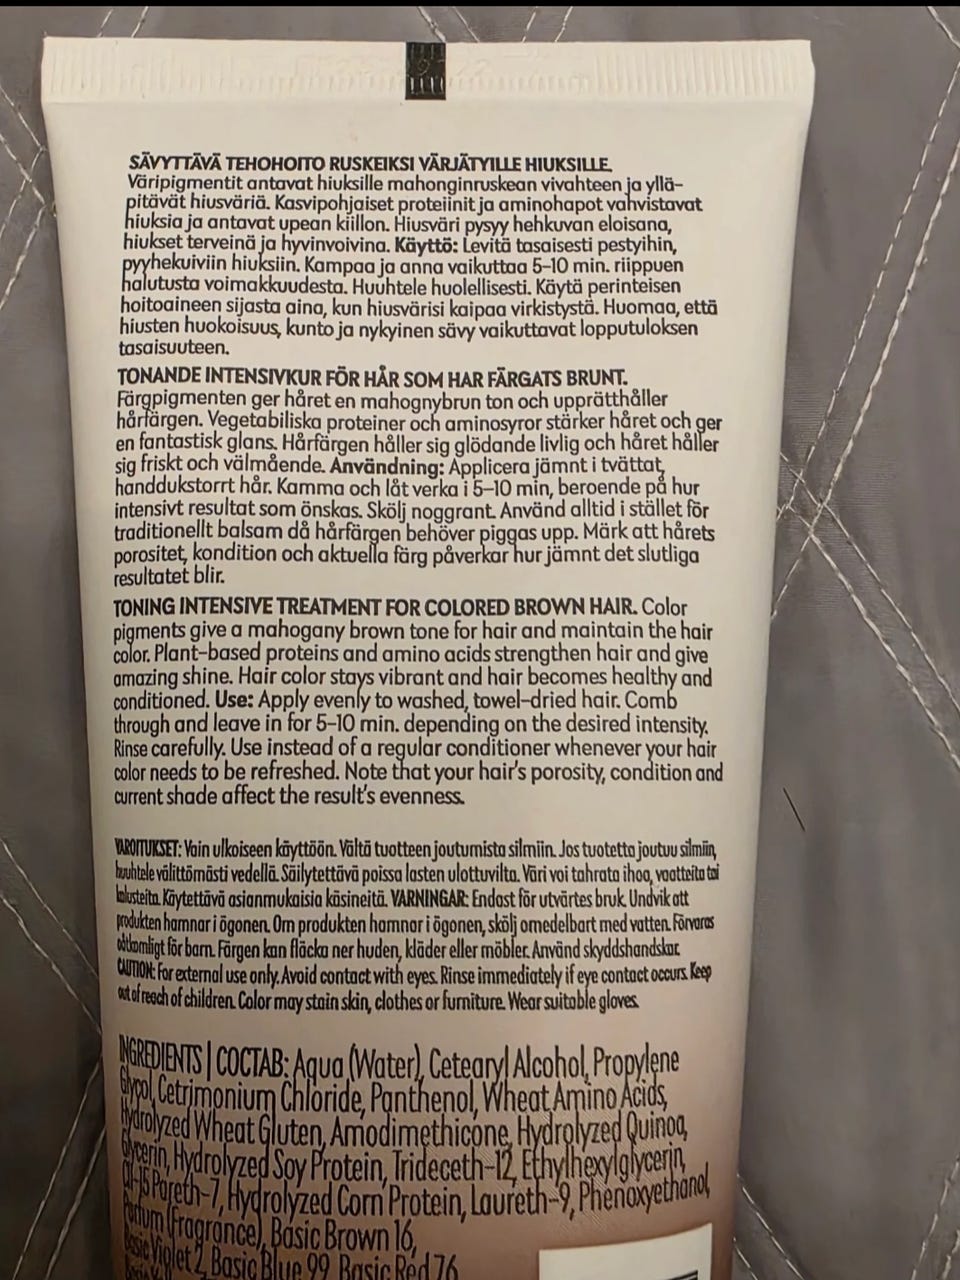 SÄVYTTÄVÄ TEHOHOITO RUSKEIKSI VÄRJÄTYILLE HIUKSILLE.
Väripigmentit antavat hiuksille mahonginruskean vivahteen ja yllä-
pitävät hiusväriä. Kasvipohjaiset proteiinit ja aminohapot vahvistavat
hiuksia ja antavat upean kiillon. Hiusväri pysyy hehkuvan eloisana,
hiukset terveinä ja hyvinvoivina. Käyttö: Levitä tasaisesti pestyihin,
pyyhekuiviin hiuksiin. Kampaa ja anna vaikuttaa 5-10 min. riippuen
halutusta voimakkuudesta. Huuhtele huolellisesti. Käytä perinteisen
hoitoaineen sijasta aina, kun hiusvärisi kaipaa virkistystä. Huomaa, että
hiusten huokoisuus, kunto ja nykyinen sävy vaikuttavat lopputuloksen
tasaisuuteen.
TONANDE INTENSIVKUR FÖR HÅR SOM HAR FÄRGATS BRUNT.
Färgpigmenten ger håret en mahognybrun ton och upprätthåller
hårfärgen. Vegetabiliska proteiner och aminosyror stärker håret och ger
en fantastisk glans. Hårfärgen håller sig glödande livlig och håret håller
sig friskt och välmående. Användning: Applicera jämnt i tvättat,
handdukstorrt hår. Kamma och låt verka i 5-10 min, beroende på hur
intensivt resultat som önskas. Skölj noggrant. Använd alltid i stället för
traditionellt balsam då hårfärgen behöver piggas upp. Märk att hårets
porositet, kondition och aktuella färg påverkar hur jämnt det slutliga
resultatet blir.
TONING INTENSIVE TREATMENT FOR COLORED BROWN HAIR. Color
pigments give a mahogany brown tone for hair and maintain the hair
color. Plant-based proteins and amino acids strengthen hair and give
amazing shine. Hair color stays vibrant and hair becomes healthy and
conditioned. Use: Apply evenly to washed, towel-dried hair. Comb
through and leave in for 5-10 min. depending on the desired intensity.
Rinse carefully. Use instead of a regular conditioner whenever your hair
color needs to be refreshed. Note that your hair's porosity, condition and
current shade affect the result's evenness.
VAROITUKSET: Vain ulkoiseen käyttöön. Vältä tuotteen joutumista silmiin. Jos tuotetta joutuu silmiin,
huuhtele välittömästi vedellä. Säilytettävä poissa lasten ulottuvilta. Väri voi tahrata ihoa, vaatteita tai
kalusteita. Käytettävä asianmukaisia käsineitä. VARNINGAR: Endast för utvärtes bruk. Undvik att
produkten hamnar i ögonen. Om produkten hamnar i ögonen, skölj omedelbart med vatten. Förvaras
oåtkomligt för barn. Färgen kan fläcka ner huden, kläder eller möbler. Använd skyddshandskar.
CAUTION: For external use only. Avoid contact with eyes. Rinse immediately if eye contact occurs. Keep
out of reach of children. Color may stain skin, clothes or furniture. Wear suitable gloves.
INGREDIENTS | СОСТАВ: Aqua (Water), Cetearyl Alcohol, Propylene
Glycol, Cetrimonium Chloride, Panthenol, Wheat Amino Acids,
Hydrolyzed Wheat Gluten, Amodimethicone, Hydrolyzed Quinoa,
Glycerin, Hydrolyzed Soy Protein, Trideceth-12, Ethylhexylglycerin,
C11-15 Pareth-7, Hydrolyzed Corn Protein, Laureth-9, Phenoxyethanol,
Parfum (Fragrance), Basic Brown 16,
Basic Violet 2, Basic Blue 99, Basic Red 76,